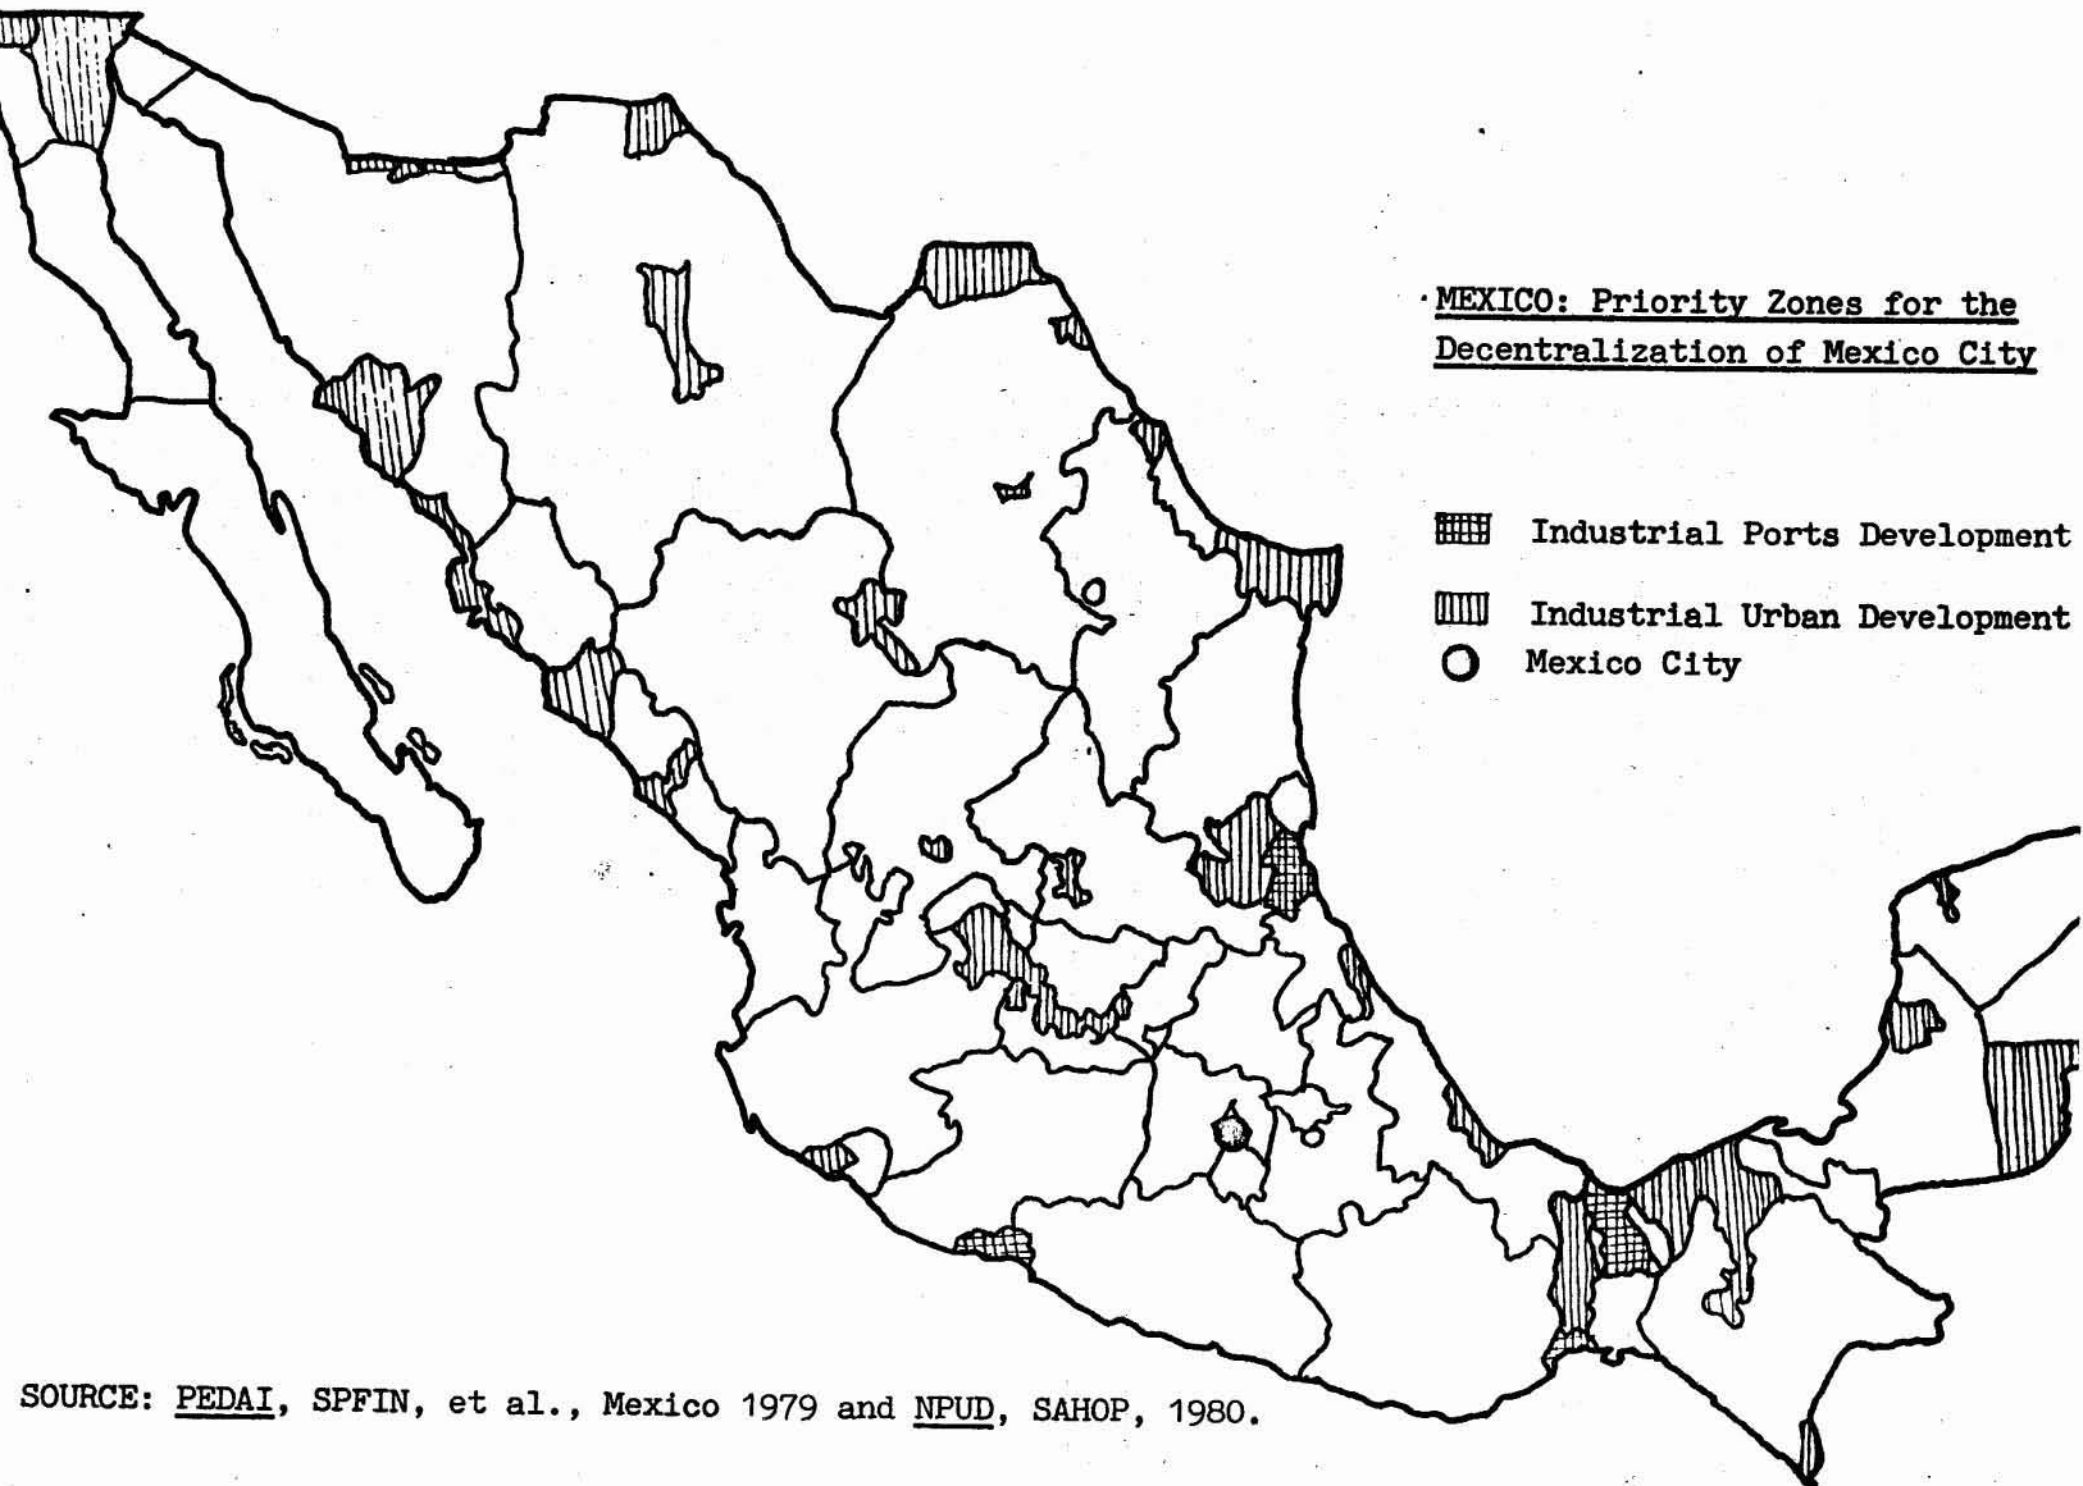 MEXICO: Priority Zones for the
Decentralization of Mexico City
Industrial Ports Development
Industrial Urban Development
Mexico City
SOURCE: PEDAI, SPFIN, et al., Mexico 1979 and NPUD, SAHOP, 1980.